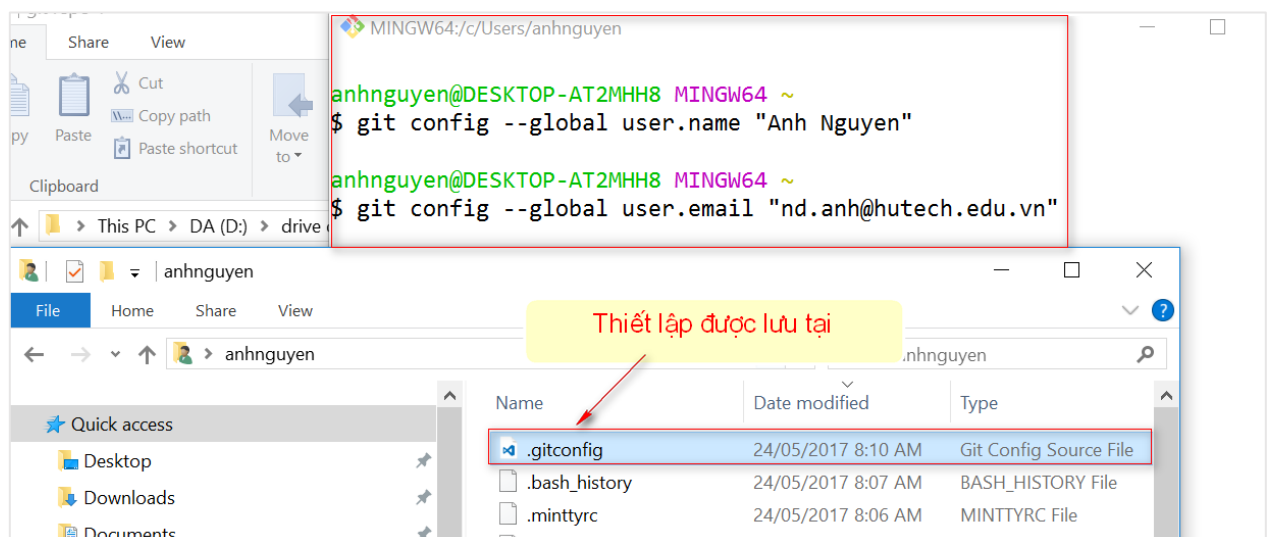 Share View
Cut
Copy path
Paste
Paste shortcut
Move
to
Clipboard
This PC > DA (D:) > drive
MINGW64:/c/Users/anhnguyen
anhnguyen@DESKTOP-AT2MHH8 MINGW64 ~
$ git config --global user.name "Anh Nguyen"
anhnguyen@DESKTOP-AT2MHH8 MINGW64 ~
$ git config --global user.email "nd.anh@hutech.edu.vn"
anhnguyen
File Home Share View
Thiết lập được lưu tại
anhnguyen
Name Date modified Type
Quick access
.gitconfig 24/05/2017 8:10 AM Git Config Source File
Desktop
.bash_history 24/05/2017 8:07 AM BASH_HISTORY File
Downloads
.minttyrc 24/05/2017 8:06 AM MINTTYRC File
Documents